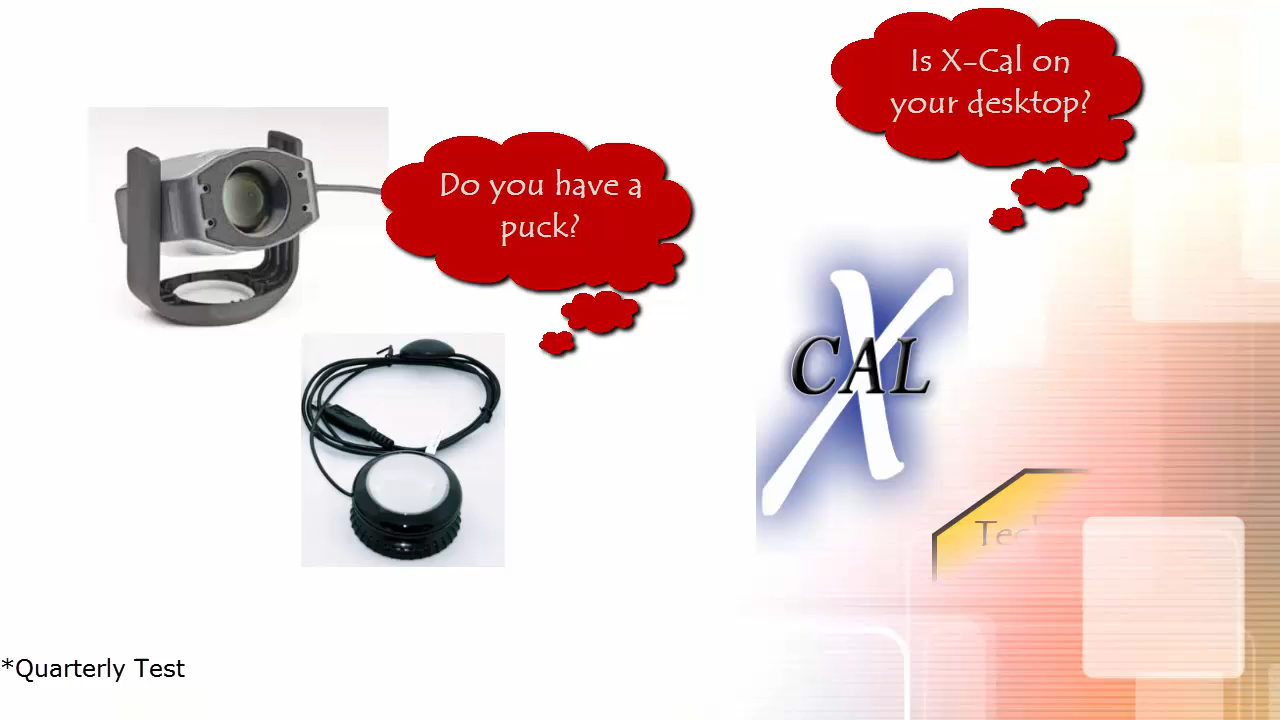 Is X-Cal on
your desktop?
Do you have a
puck?
X
CAL
*Quarterly Test